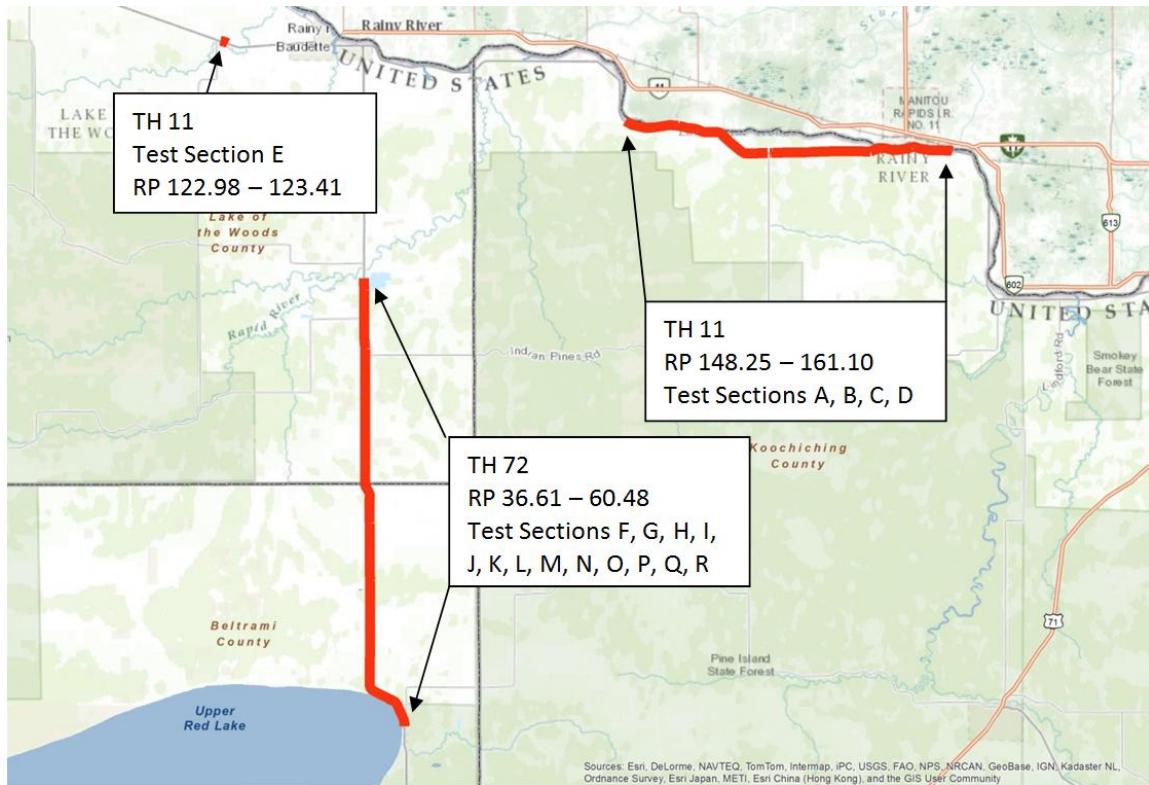 Rainy R
Rainy River
Baudette
UNITED STATES
11
MANITOU
RAPIDS I.R.
NO. 11
11
LAKE
THE WO
TH 11
Test Section E
RP 122.98 – 123.41
RAINY
RIVER
613
Lake of
the Woods
County
602
UNITED STA
Rapid River
TH 11
RP 148.25 – 161.10
Test Sections A, B, C, D
Indian Pines Rd
Smokey
Bear State
Forest
TH 72
RP 36.61 – 60.48
Test Sections F, G, H, I,
J, K, L, M, N, O, P, Q, R
Koochiching
County
71
Beltrami
County
Pine Island
State Forest
Upper
Red Lake
Sources: Esri, DeLorme, NAVTEQ, TomTom, Intermap, iPC, USGS, FAO, NPS, NRCAN, GeoBase, IGN, Kadaster NL,
Ordnance Survey, Esri Japan, METI, Esri China (Hong Kong), and the GIS User Community